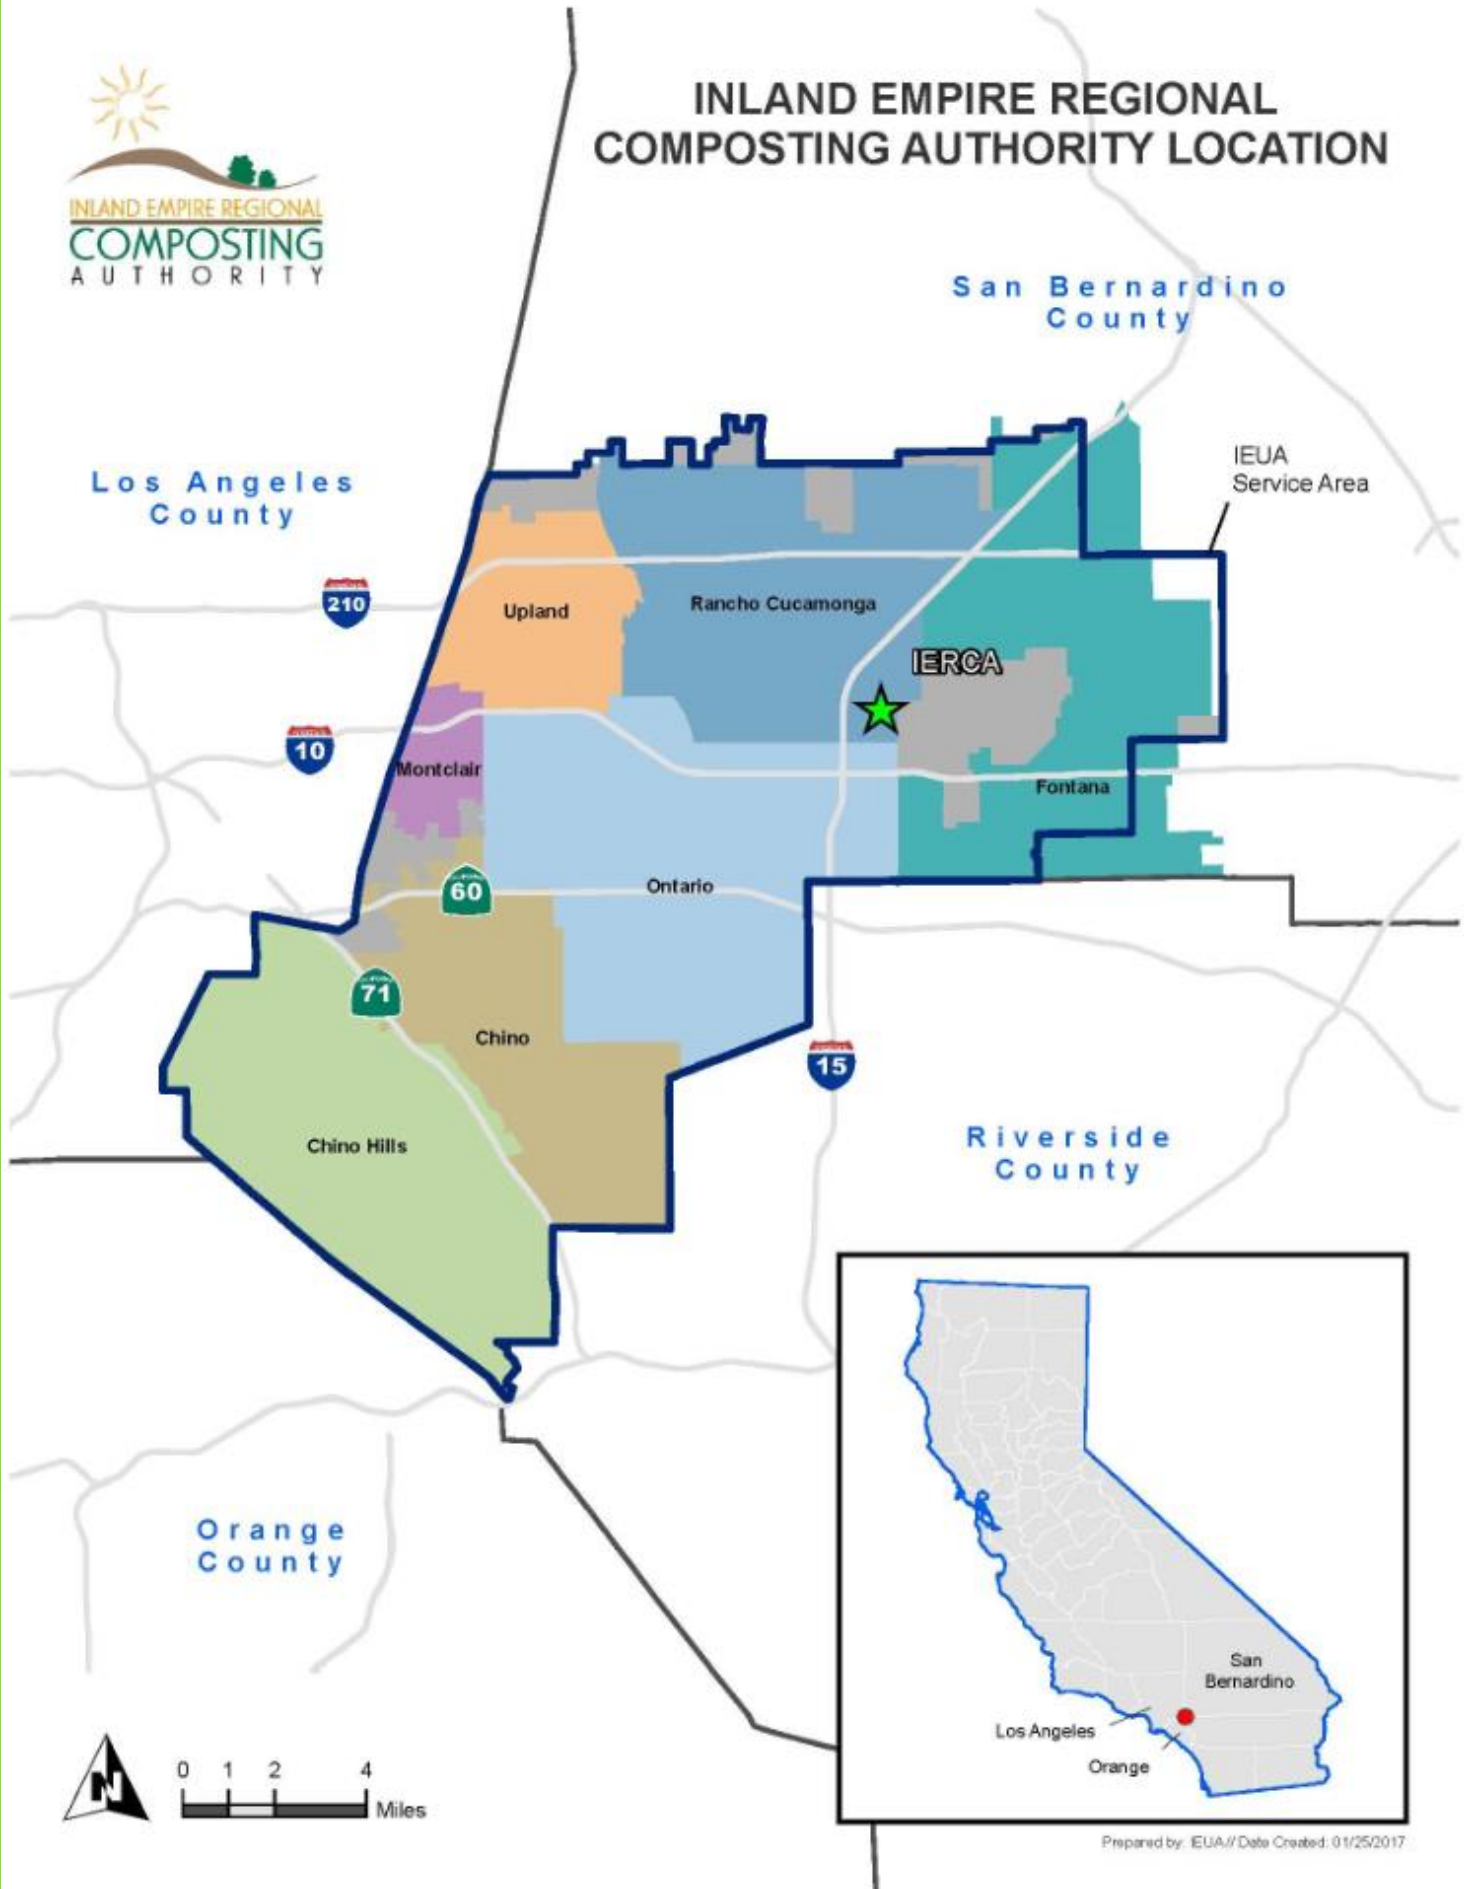 INLAND EMPIRE REGIONAL
COMPOSTING AUTHORITY LOCATION
INLAND EMPIRE REGIONAL
COMPOSTING
AUTHORITY
San Bernardino
County
Los Angeles
County
IEUA
Service Area
210
Upland
Rancho Cucamonga
IERCA
10
Montclair
Fontana
60
Ontario
71
Chino
15
Chino Hills
Riverside
County
Orange
County
San
Bernardino
Los Angeles
Orange
N
0 1 2 4
Miles
Prepared by: IEUA// Date Created: 01/25/2017